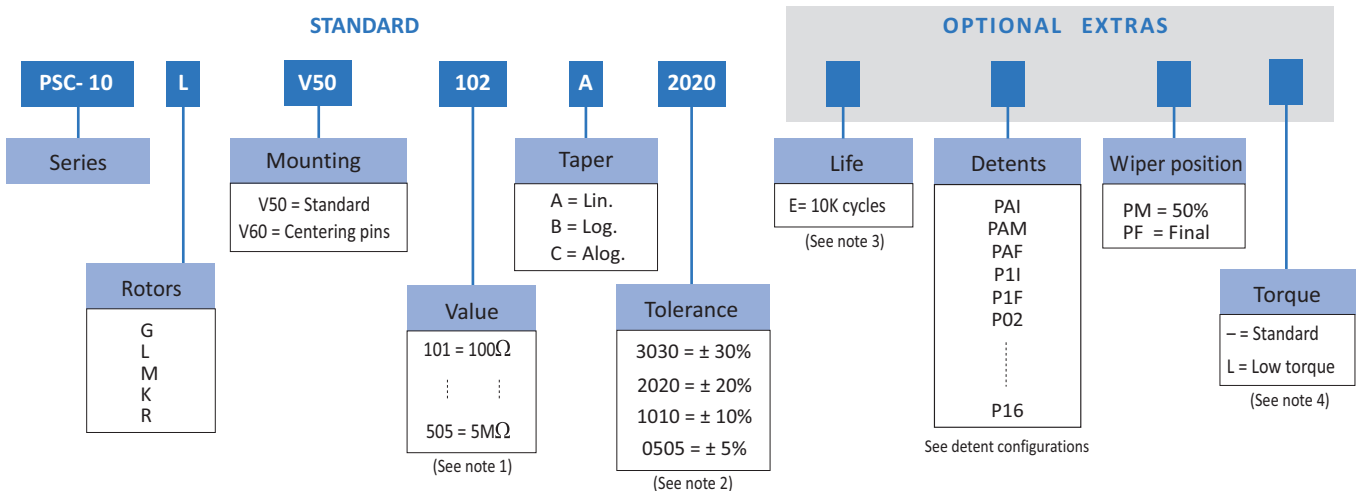 STANDARD
OPTIONAL EXTRAS
PSC- 10
L
V50
102
A
2020
Series
Mounting
V50 = Standard
V60 = Centering pins
Taper
A = Lin.
B = Log.
C = Alog.
Life
E= 10K cycles
(See note 3)
Detents
PAI
PAM
PAF
P1I
P1F
P02
P16
See detent configurations
Wiper position
PM = 50%
PF = Final
Rotors
G
L
M
K
R
Value
101 = 100Ω
505 = 5MΩ
(See note 1)
Tolerance
3030 = ± 30%
2020 = ± 20%
1010 = ± 10%
0505 = ± 5%
(See note 2)
Torque
– = Standard
L = Low torque
(See note 4)